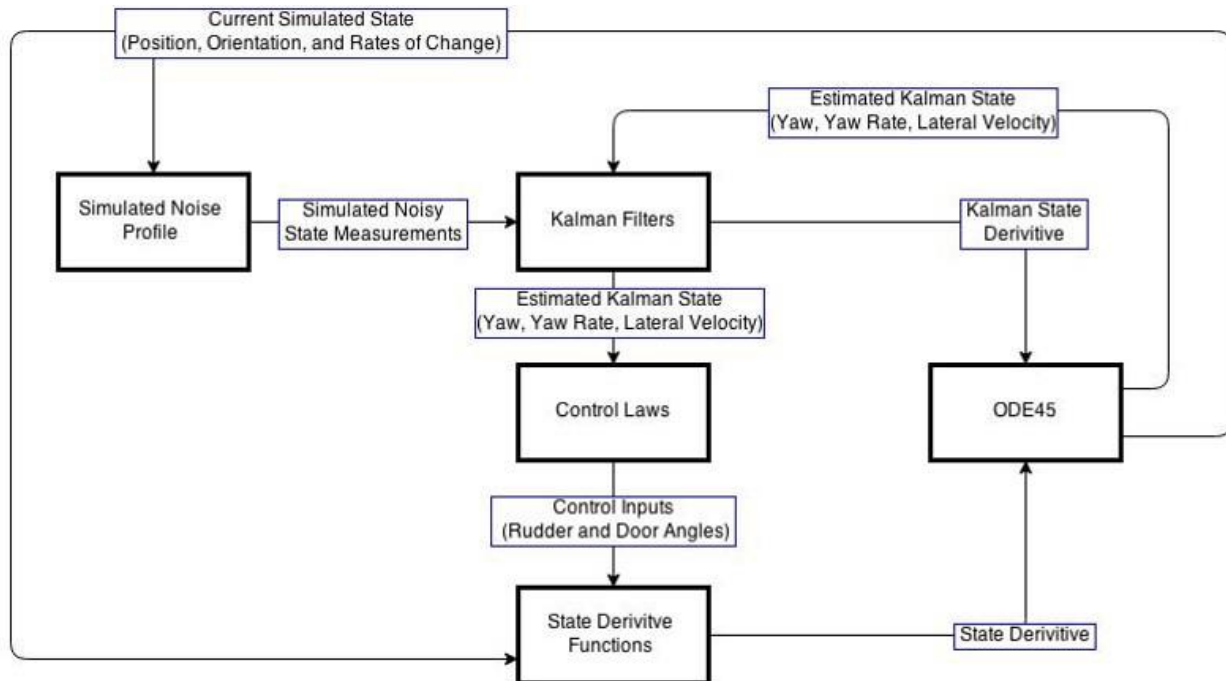 Current Simulated State
(Position, Orientation, and Rates of Change)
Estimated Kalman State
(Yaw, Yaw Rate, Lateral Velocity)
Simulated Noise
Profile
Simulated Noisy
State Measurements
Kalman Filters
Kalman State
Derivitive
Estimated Kalman State
(Yaw, Yaw Rate, Lateral Velocity)
Control Laws
ODE45
Control Inputs
(Rudder and Door Angles)
State Derivitve
Functions
State Derivitive